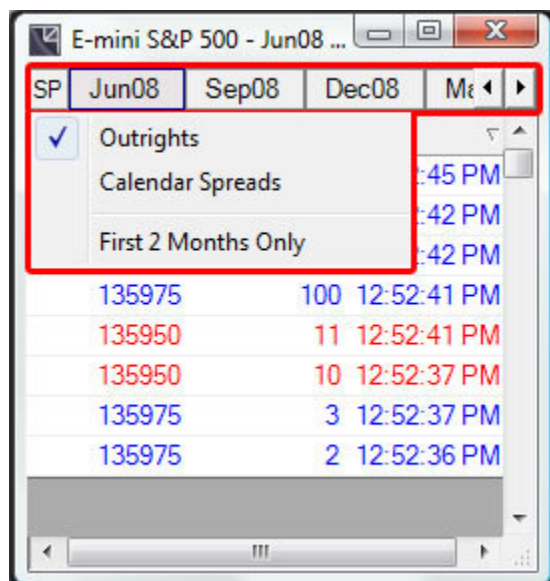 E-mini S&P 500 - Jun08 ...
SP Jun08 Sep08 Dec08
Outrights
Calendar Spreads
First 2 Months Only
:45 PM
:42 PM
:42 PM
135975 100 12:52:41 PM
135950 11 12:52:41 PM
135950 10 12:52:37 PM
135975 3 12:52:37 PM
135975 2 12:52:36 PM